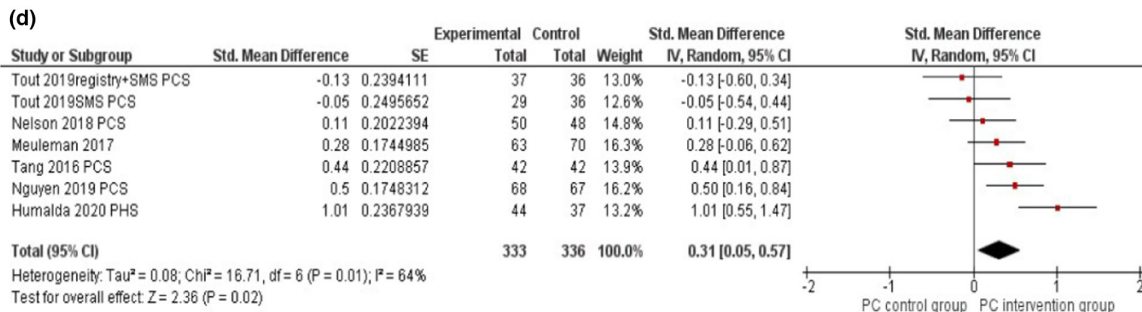 (d)
Experimental Control Std. Mean Difference Std. Mean Difference
Study or Subgroup Std. Mean Difference SE Total Total Weight IV, Random, 95% CI IV, Random, 95% CI
Tout 2019registry+SMS PCS -0.13 0.2394111 37 36 13.0% -0.13 [-0.60, 0.34]
Tout 2019SMS PCS -0.05 0.2495652 29 36 12.6% -0.05 [-0.54, 0.44]
Nelson 2018 PCS 0.11 0.2022394 50 48 14.8% 0.11 [-0.29, 0.51]
Meuleman 2017 0.28 0.1744985 63 70 16.3% 0.28 [-0.06, 0.62]
Tang 2016 PCS 0.44 0.2208857 42 42 13.9% 0.44 [0.01, 0.87]
Nguyen 2019 PCS 0.5 0.1748312 68 67 16.2% 0.50 [0.16, 0.84]
Humalda 2020 PHS 1.01 0.2367939 44 37 13.2% 1.01 [0.55, 1.47]
Total (95% CI) 333 336 100.0% 0.31 [0.05, 0.57]
Heterogeneity: Tau² = 0.08; Chi² = 16.71, df = 6 (P = 0.01); I² = 64%
Test for overall effect: Z = 2.36 (P = 0.02)
-2 -1 0 1 2
PC control group PC intervention group